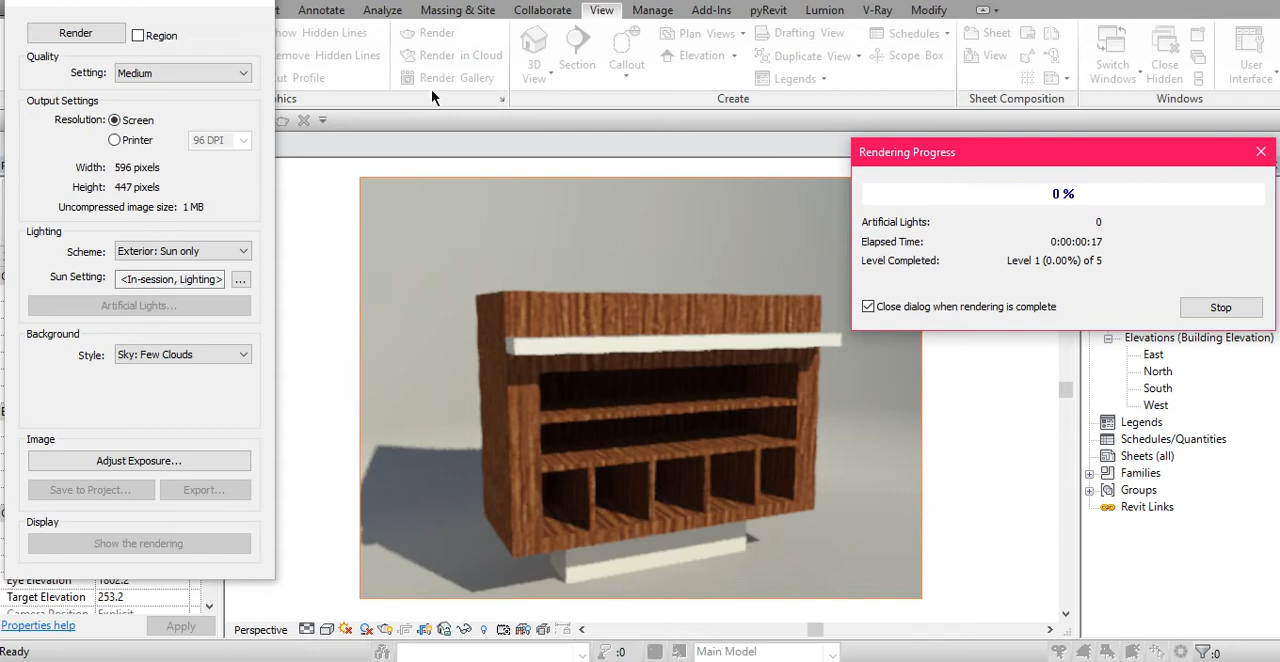 Annotate Analyze Massing & Site Collaborate View Manage Add-Ins pyRevit Lumion V-Ray Modify
Render Region
Quality
Setting: Medium
Output Settings
Resolution: Screen
Printer 96 DPI
Width: 596 pixels
Height: 447 pixels
Uncompressed image size: 1 MB
Lighting
Scheme: Exterior: Sun only
Sun Setting: <In-session, Lighting> ...
Artificial Lights...
Background
Style: Sky: Few Clouds
Image
Adjust Exposure...
Save to Project... Export...
Display
Show the rendering
Hidden Lines
Hidden Lines
Profile
Render
Render in Cloud
Render Gallery
3D View
Section
Callout
Plan Views
Elevation
Drafting View
Duplicate View
Legends
Schedules
Scope Box
Create
Sheet
View
Sheet Composition
Switch Windows
Close Hidden
User Interface
Windows
Rendering Progress
0 %
Artificial Lights: 0
Elapsed Time: 0:00:00:17
Level Completed: Level 1 (0.00%) of 5
Close dialog when rendering is complete
Stop
Elevations (Building Elevation)
East
North
South
West
Legends
Schedules/Quantities
Sheets (all)
Families
Groups
Revit Links
Eye Elevation 1802.2
Target Elevation 253.2
Camera Position Explicit
Properties help Apply
Perspective
Ready
:0
Main Model
:0